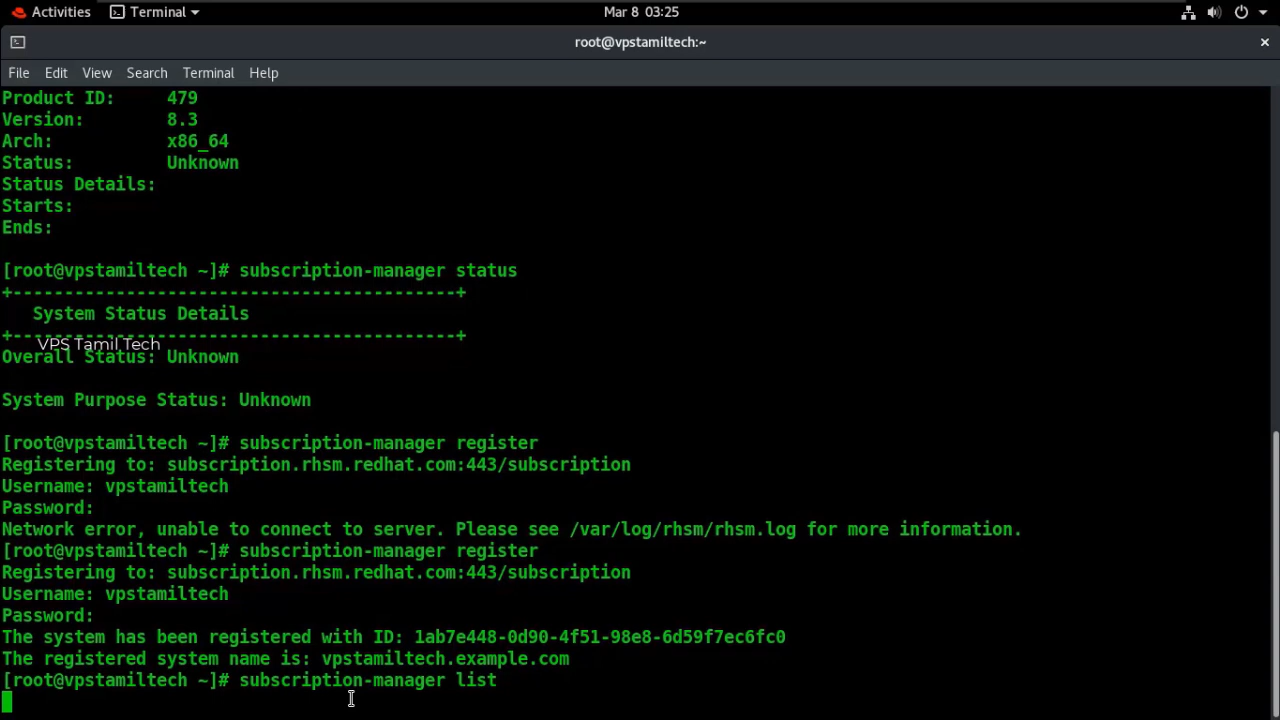 Activities Terminal Mar 8 03:25
root@vpstamiltech:~
File Edit View Search Terminal Help
Product ID: 479
Version: 8.3
Arch: x86_64
Status: Unknown
Status Details:
Starts:
Ends:
[root@vpstamiltech ~]# subscription-manager status
+-------------------------------------------+
System Status Details
+-------------------------------------------+
VPS Tamil Tech
Overall Status: Unknown
System Purpose Status: Unknown
[root@vpstamiltech ~]# subscription-manager register
Registering to: subscription.rhsm.redhat.com:443/subscription
Username: vpstamiltech
Password:
Network error, unable to connect to server. Please see /var/log/rhsm/rhsm.log for more information.
[root@vpstamiltech ~]# subscription-manager register
Registering to: subscription.rhsm.redhat.com:443/subscription
Username: vpstamiltech
Password:
The system has been registered with ID: 1ab7e448-0d90-4f51-98e8-6d59f7ec6fc0
The registered system name is: vpstamiltech.example.com
[root@vpstamiltech ~]# subscription-manager list